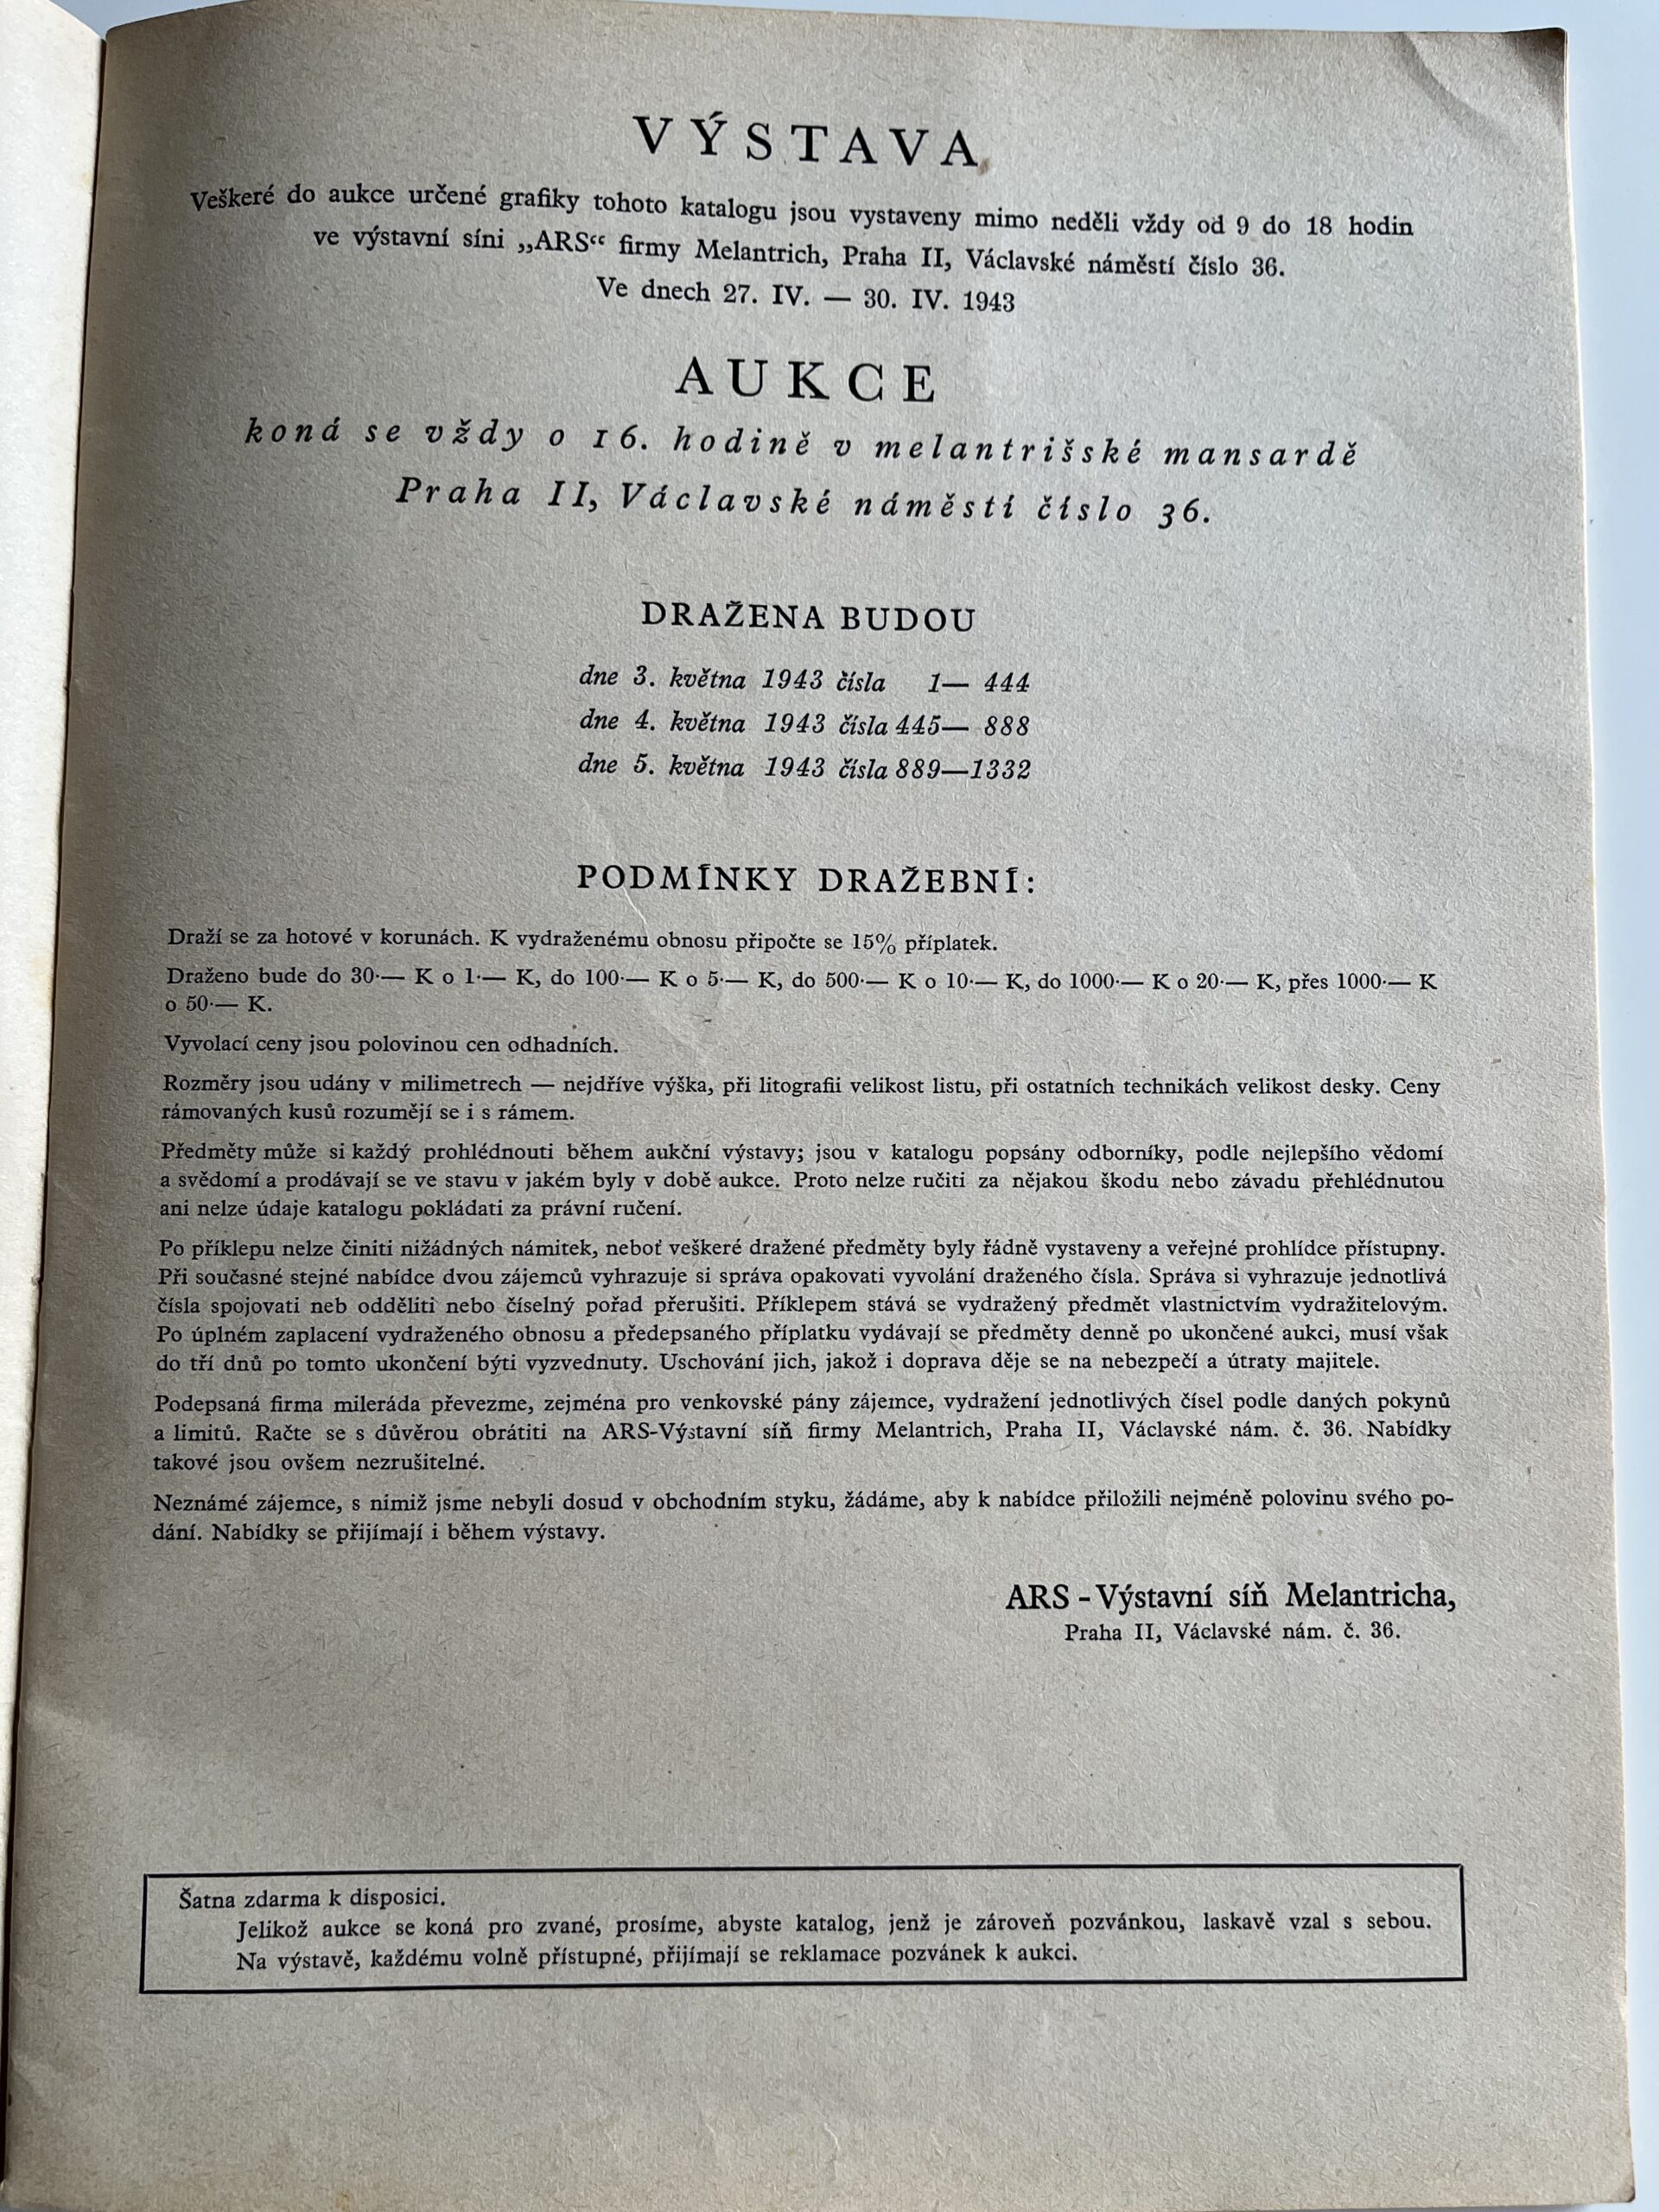 VÝSTAVA
Veškeré do aukce určené grafiky tohoto katalogu jsou vystaveny mimo neděli vždy od 9 do 18 hodin
ve výstavní síni „ARS“ firmy Melantrich, Praha II, Václavské náměstí číslo 36.
Ve dnech 27. IV. — 30. IV. 1943
AUKCE
koná se vždy o 16. hodině v melantrišské mansardě
Praha II, Václavské náměstí číslo 36.
DRAŽENA BUDOU
dne 3. května 1943 čísla 1— 444
dne 4. května 1943 čísla 445— 888
dne 5. května 1943 čísla 889—1332
PODMÍNKY DRAŽEBNÍ:
Draží se za hotové v korunách. K vydraženému obnosu připočte se 15% příplatek.
Draženo bude do 30·— K o 1·— K, do 100·— K o 5·— K, do 500·— K o 10·— K, do 1000·— K o 20·— K, přes 1000·— K
o 50·— K.
Vyvolací ceny jsou polovinou cen odhadních.
Rozměry jsou udány v milimetrech — nejdříve výška, při litografii velikost listu, při ostatních technikách velikost desky. Ceny
rámovaných kusů rozumějí se i s rámem.
Předměty může si každý prohlédnouti během aukční výstavy; jsou v katalogu popsány odborníky, podle nejlepšího vědomí
a svědomí a prodávají se ve stavu v jakém byly v době aukce. Proto nelze ručiti za nějakou škodu nebo závadu přehlédnutou
ani nelze údaje katalogu pokládati za právní ručení.
Po příklepu nelze činiti nižádných námitek, neboť veškeré dražené předměty byly řádně vystaveny a veřejné prohlídce přístupny.
Při současné stejné nabídce dvou zájemců vyhrazuje si správa opakovati vyvolání draženého čísla. Správa si vyhrazuje jednotlivá
čísla spojovati neb odděliti nebo číselný pořad přerušiti. Příklepem stává se vydražený předmět vlastnictvím vydražitelovým.
Po úplném zaplacení vydraženého obnosu a předepsaného příplatku vydávají se předměty denně po ukončené aukci, musí však
do tří dnů po tomto ukončení býti vyzvednuty. Uschování jich, jakož i doprava děje se na nebezpečí a útraty majitele.
Podepsaná firma mileráda převezme, zejména pro venkovské pány zájemce, vydražení jednotlivých čísel podle daných pokynů
a limitů. Račte se s důvěrou obrátiti na ARS-Výstavní síň firmy Melantrich, Praha II, Václavské nám. č. 36. Nabídky
takové jsou ovšem nezrušitelné.
Neznámé zájemce, s nimiž jsme nebyli dosud v obchodním styku, žádáme, aby k nabídce přiložili nejméně polovinu svého po-
dání. Nabídky se přijímají i během výstavy.
ARS - Výstavní síň Melantricha,
Praha II, Václavské nám. č. 36.
Šatna zdarma k disposici.
Jelikož aukce se koná pro zvané, prosíme, abyste katalog, jenž je zároveň pozvánkou, laskavě vzal s sebou.
Na výstavě, každému volně přístupné, přijímají se reklamace pozvánek k aukci.